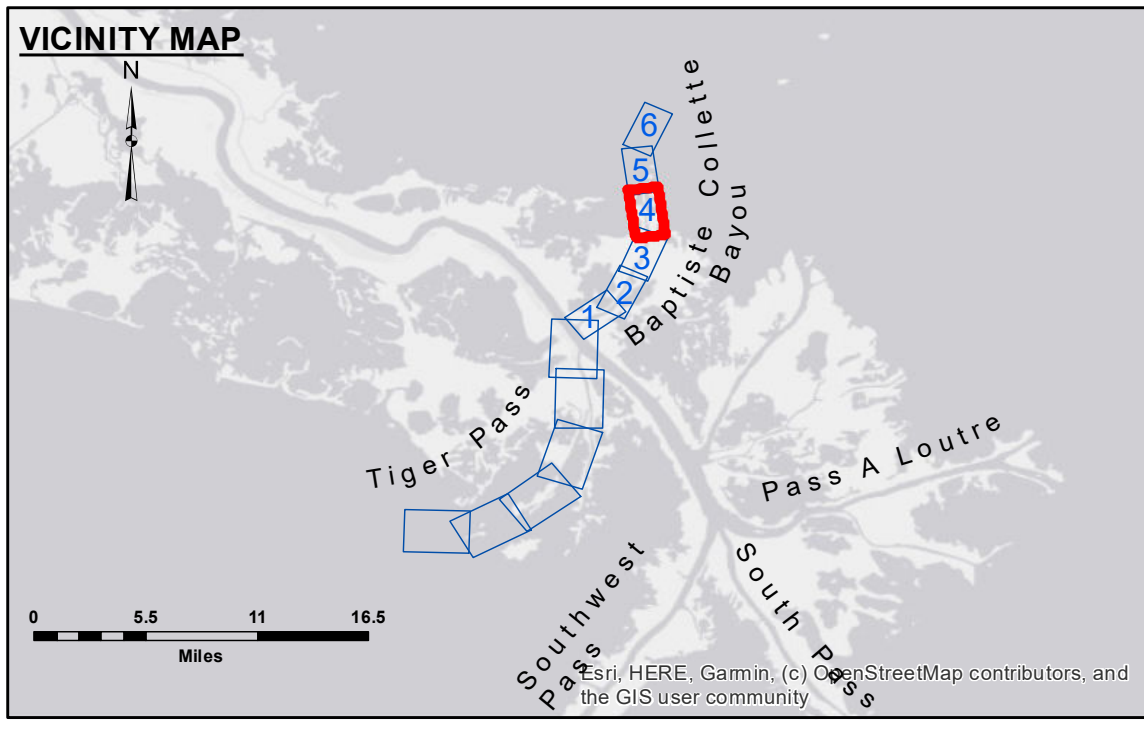 VICINITY MAP
N
6
5
4
3
2
1
Baptiste Collette
Bayou
Tiger Pass
Pass A Loutre
Southwest
Pass
South Pass
0 5.5 11 16.5
Miles
Esri, HERE, Garmin, (c) OpenStreetMap contributors, and
the GIS user community